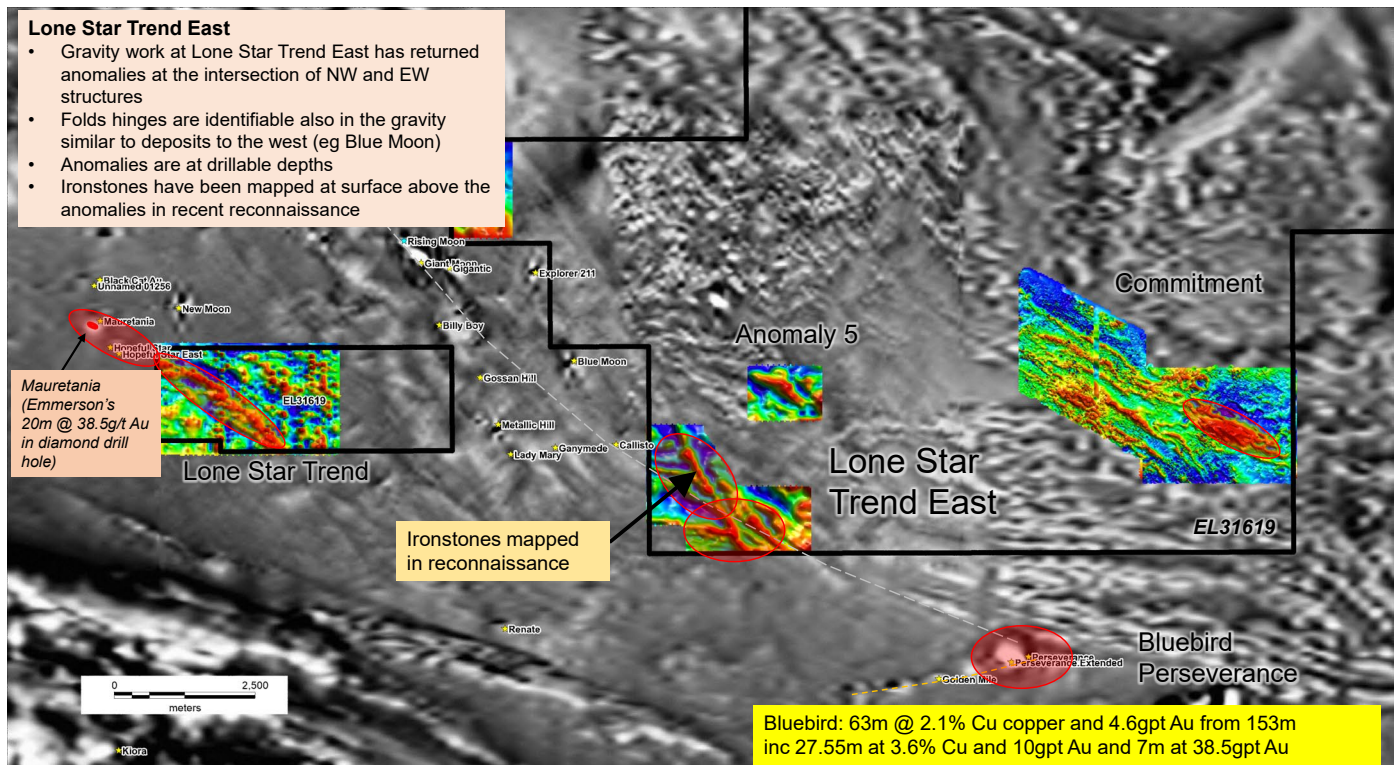 Lone Star Trend East
• Gravity work at Lone Star Trend East has returned
anomalies at the intersection of NW and EW
structures
• Folds hinges are identifiable also in the gravity
similar to deposits to the west (eg Blue Moon)
• Anomalies are at drillable depths
• Ironstones have been mapped at surface above the
anomalies in recent reconnaissance
Rising Moon
Giant Moon
Gigantic
Explorer 211
Commitment
Black Cat Au
Unnamed 01256
New Moon
Mauretania
Billy Boy
Anomaly 5
Hopeful Star
Hopeful Star East
Blue Moon
Mauretania
(Emmerson’s
20m @ 38.5g/t Au
in diamond drill
hole)
Gossan Hill
EL31619
Metallic Hill
Ganymede
Callisto
Lady Mary
Lone Star Trend
Lone Star
Trend East
EL31619
Ironstones mapped
in reconnaissance
Renate
Bluebird
Perseverance
Perseverance
Perseverance Extended
Golden Mile
0 2,500
meters
Kiora
Bluebird: 63m @ 2.1% Cu copper and 4.6gpt Au from 153m
inc 27.55m at 3.6% Cu and 10gpt Au and 7m at 38.5gpt Au